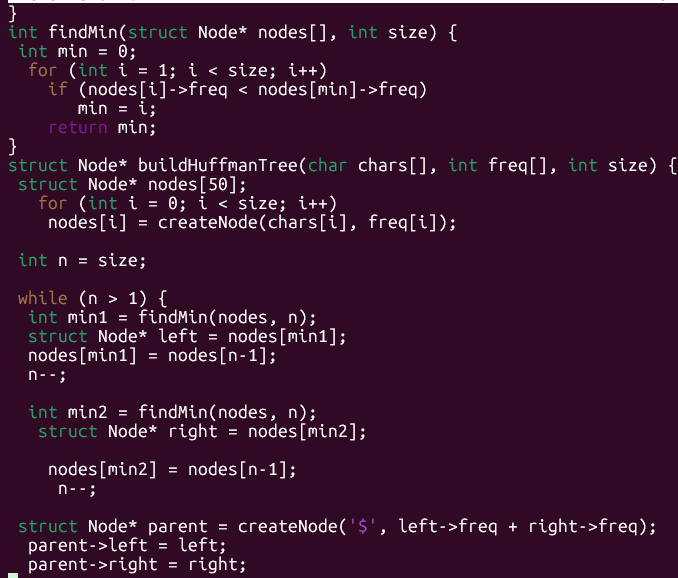 }
int findMin(struct Node* nodes[], int size) {
 int min = 0;
  for (int i = 1; i < size; i++)
    if (nodes[i]->freq < nodes[min]->freq)
       min = i;
    return min;
}
struct Node* buildHuffmanTree(char chars[], int freq[], int size) {
 struct Node* nodes[50];
   for (int i = 0; i < size; i++)
    nodes[i] = createNode(chars[i], freq[i]);

 int n = size;

 while (n > 1) {
  int min1 = findMin(nodes, n);
  struct Node* left = nodes[min1];
  nodes[min1] = nodes[n-1];
  n--;

  int min2 = findMin(nodes, n);
   struct Node* right = nodes[min2];

    nodes[min2] = nodes[n-1];
     n--;

 struct Node* parent = createNode('$', left->freq + right->freq);
  parent->left = left;
  parent->right = right;